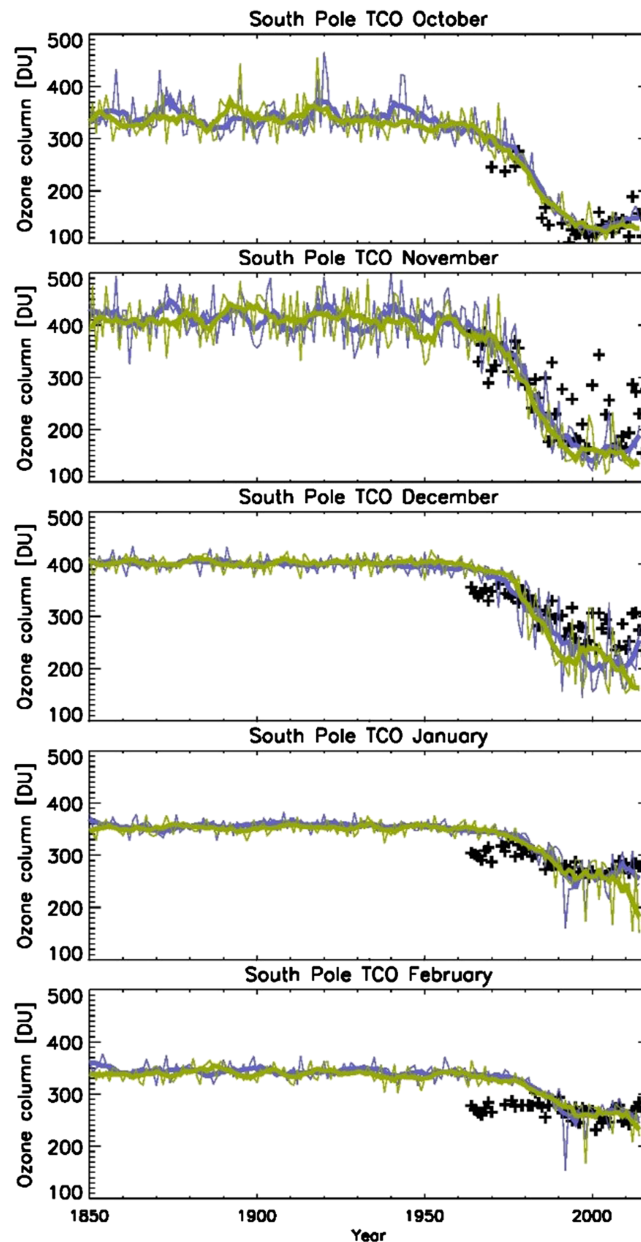 South Pole TCO October
Ozone column [DU]
500
400
300
200
100
South Pole TCO November
Ozone column [DU]
500
400
300
200
100
South Pole TCO December
Ozone column [DU]
500
400
300
200
100
South Pole TCO January
Ozone column [DU]
500
400
300
200
100
South Pole TCO February
Ozone column [DU]
500
400
300
200
100
1850 1900 1950 2000
Year